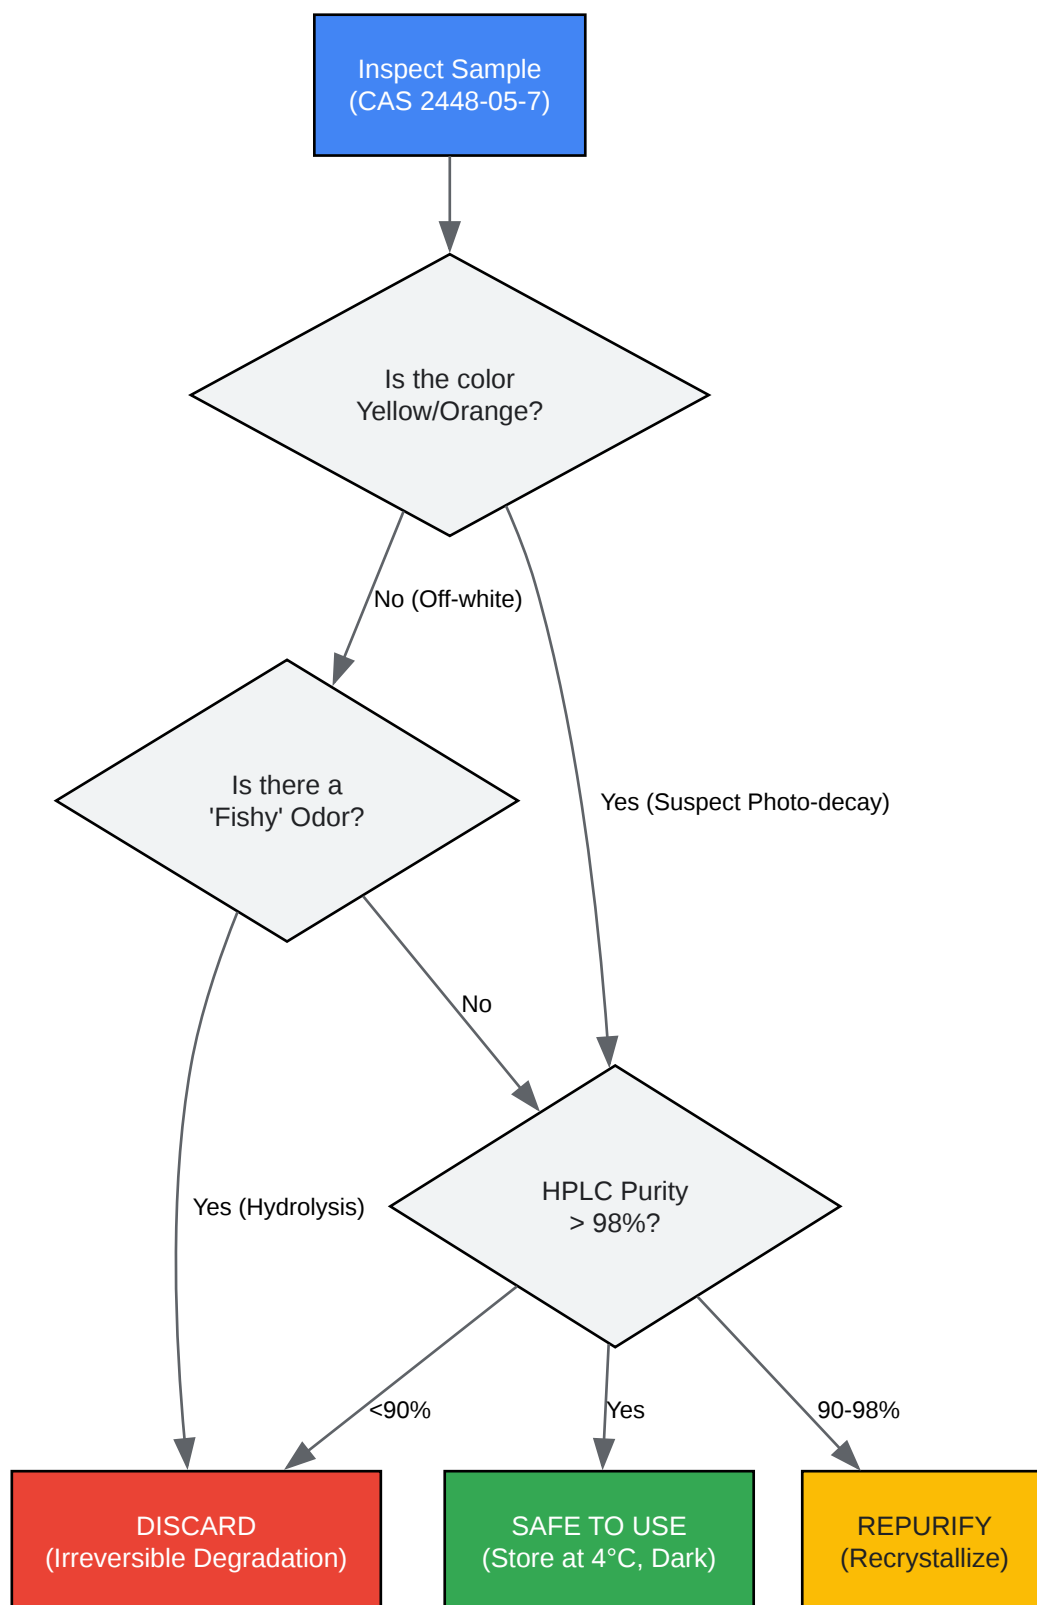 Inspect Sample
(CAS 2448-05-7)
Is the color
Yellow/Orange?
No (Off-white)
Is there a
'Fishy' Odor?
Yes (Suspect Photo-decay)
No
HPLC Purity
> 98%?
Yes (Hydrolysis)
<90%
Yes
90-98%
DISCARD
(Irreversible Degradation)
SAFE TO USE
(Store at 4°C, Dark)
REPURIFY
(Recrystallize)